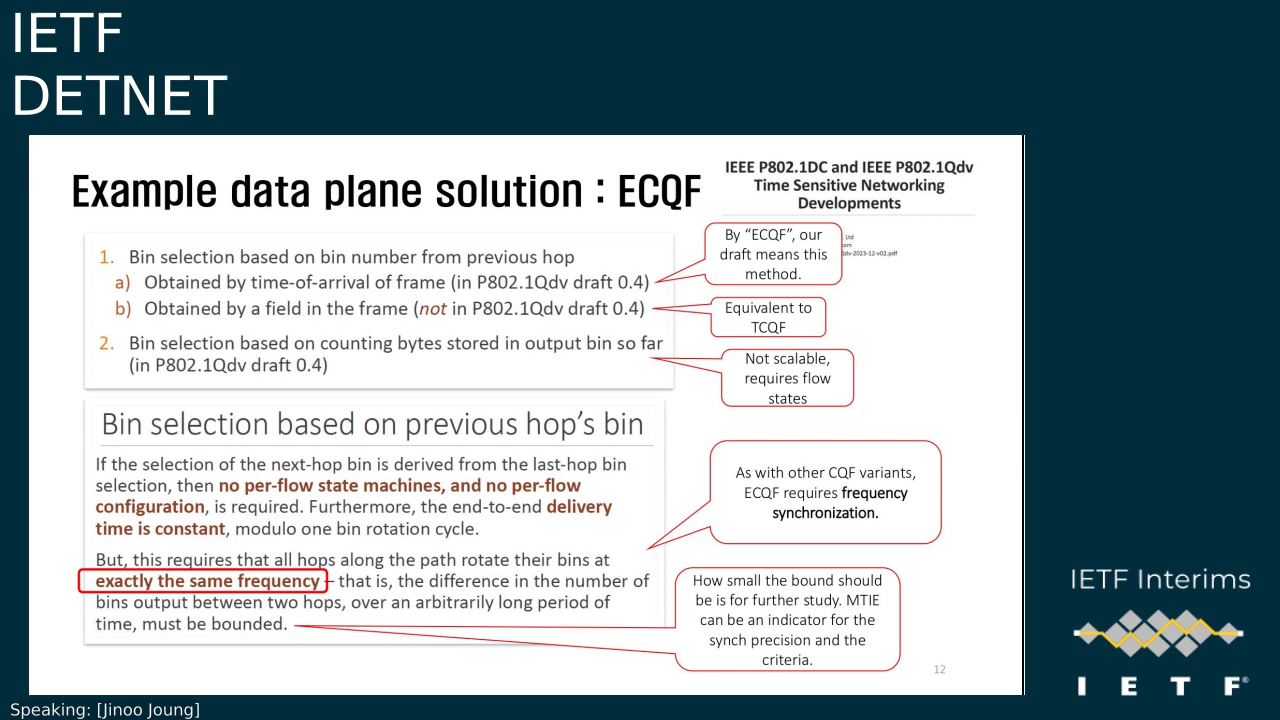 IETF
DETNET
Example data plane solution : ECQF
IEEE P802.1DC and IEEE P802.1Qdv
Time Sensitive Networking
Developments
. Ltd
com
2dv-2023-12-v02.pdf
1. Bin selection based on bin number from previous hop
a) Obtained by time-of-arrival of frame (in P802.1Qdv draft 0.4)
b) Obtained by a field in the frame (not in P802.1Qdv draft 0.4)
2. Bin selection based on counting bytes stored in output bin so far
(in P802.1Qdv draft 0.4)
By “ECQF”, our
draft means this
method.
Equivalent to
TCQF
Not scalable,
requires flow
states
Bin selection based on previous hop’s bin
If the selection of the next-hop bin is derived from the last-hop bin
selection, then no per-flow state machines, and no per-flow
configuration, is required. Furthermore, the end-to-end delivery
time is constant, modulo one bin rotation cycle.
But, this requires that all hops along the path rotate their bins at
exactly the same frequency – that is, the difference in the number of
bins output between two hops, over an arbitrarily long period of
time, must be bounded.
As with other CQF variants,
ECQF requires frequency
synchronization.
How small the bound should
be is for further study. MTIE
can be an indicator for the
synch precision and the
criteria.
12
IETF Interims
I E T F®
Speaking: [Jinoo Joung]